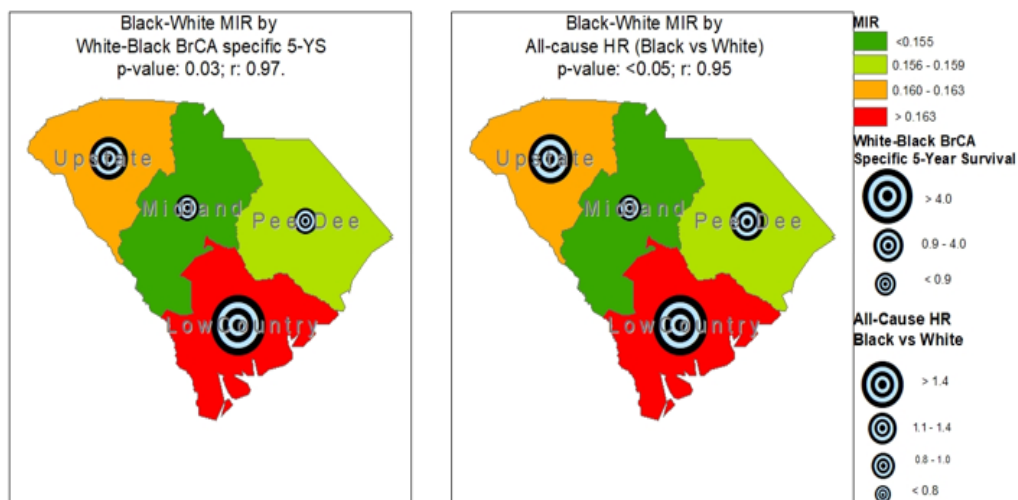 Black-White MIR by
White-Black BrCA specific 5-YS
p-value: 0.03; r: 0.97.
Upstate
Midland
Pee Dee
LowCountry
Black-White MIR by
All-cause HR (Black vs White)
p-value: <0.05; r: 0.95
Upstate
Midland
Pee Dee
LowCountry
MIR
<0.155
0.156 - 0.159
0.160 - 0.163
> 0.163
White-Black BrCA
Specific 5-Year Survival
> 4.0
0.9 - 4.0
< 0.9
All-Cause HR
Black vs White
> 1.4
1.1 - 1.4
0.8 - 1.0
< 0.8